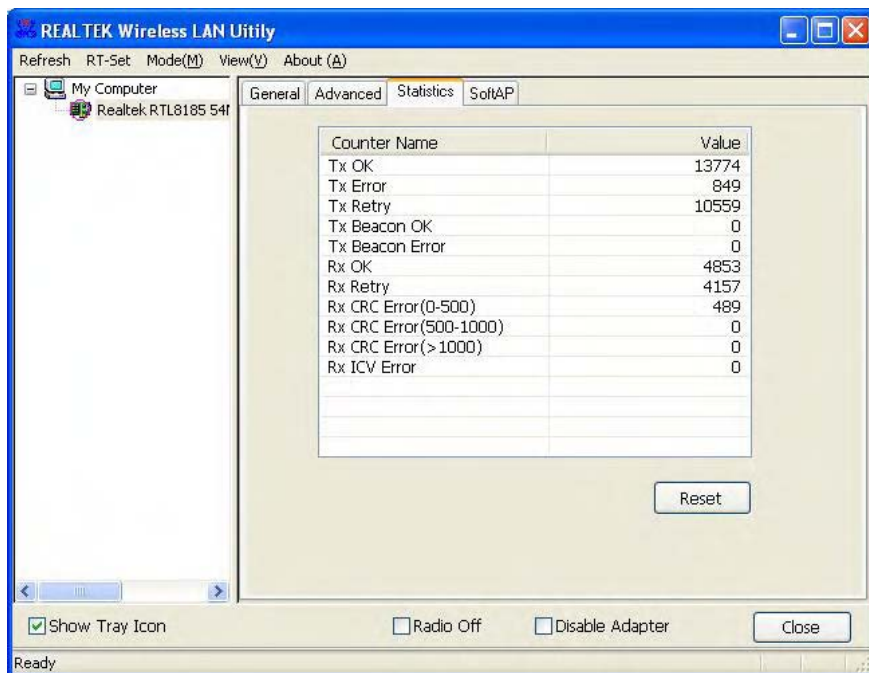 REALTEK Wireless LAN Uitily
Refresh RT-Set Mode(M) View(V) About (A)
My Computer
Realtek RTL8185 54M
General Advanced Statistics SoftAP
Counter Name Value
Tx OK 13774
Tx Error 849
Tx Retry 10559
Tx Beacon OK 0
Tx Beacon Error 0
Rx OK 4853
Rx Retry 4157
Rx CRC Error(0-500) 489
Rx CRC Error(500-1000) 0
Rx CRC Error(>1000) 0
Rx ICV Error 0
Reset
Show Tray Icon Radio Off Disable Adapter Close
Ready